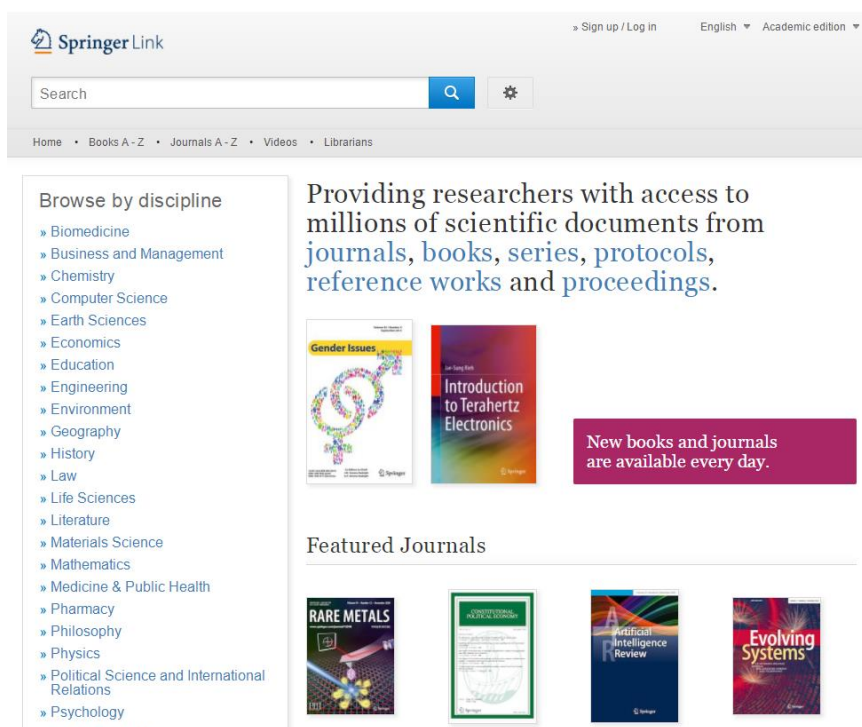 » Sign up / Log in English Academic edition
Springer Link
Search
Home • Books A - Z • Journals A - Z • Videos • Librarians
Browse by discipline
» Biomedicine
» Business and Management
» Chemistry
» Computer Science
» Earth Sciences
» Economics
» Education
» Engineering
» Environment
» Geography
» History
» Law
» Life Sciences
» Literature
» Materials Science
» Mathematics
» Medicine & Public Health
» Pharmacy
» Philosophy
» Physics
» Political Science and International
Relations
» Psychology
Providing researchers with access to
millions of scientific documents from
journals, books, series, protocols,
reference works and proceedings.
Gender Issues
Springer
Introduction
to Terahertz
Electronics
Springer
New books and journals
are available every day.
Featured Journals
RARE METALS
CONSTITUTIONAL
POLITICAL ECONOMY
Springer
Artificial
Intelligence
Review
Springer
Evolving
Systems